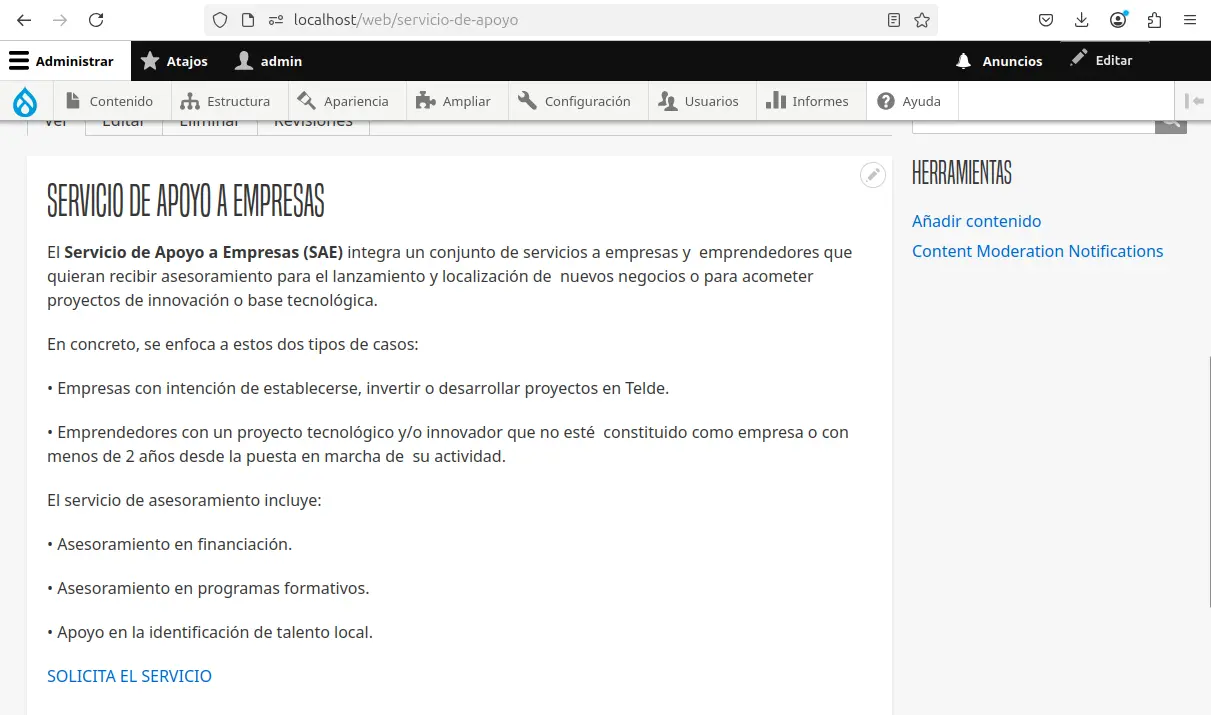 localhost/web/servicio-de-apoyo
Administrar
Atajos
admin
Anuncios
Editar
Contenido
Estructura
Apariencia
Ampliar
Configuración
Usuarios
Informes
Ayuda
Ver
Editar
Eliminar
Revisiones
SERVICIO DE APOYO A EMPRESAS
El Servicio de Apoyo a Empresas (SAE) integra un conjunto de servicios a empresas y  emprendedores que
quieran recibir asesoramiento para el lanzamiento y localización de  nuevos negocios o para acometer
proyectos de innovación o base tecnológica.
En concreto, se enfoca a estos dos tipos de casos:
• Empresas con intención de establecerse, invertir o desarrollar proyectos en Telde.
• Emprendedores con un proyecto tecnológico y/o innovador que no esté  constituido como empresa o con
menos de 2 años desde la puesta en marcha de  su actividad.
El servicio de asesoramiento incluye:
• Asesoramiento en financiación.
• Asesoramiento en programas formativos.
• Apoyo en la identificación de talento local.
SOLICITA EL SERVICIO
HERRAMIENTAS
Añadir contenido
Content Moderation Notifications